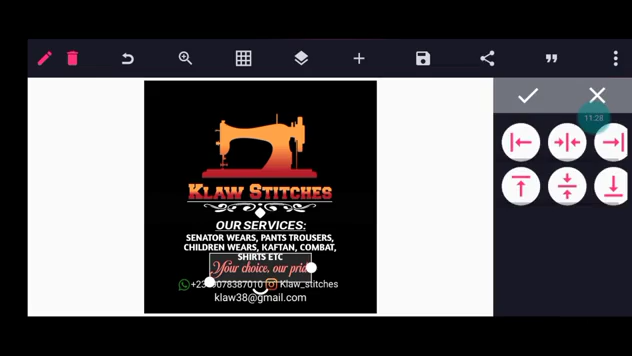 11:28
KLAW STITCHES
OUR SERVICES:
SENATOR WEARS, PANTS TROUSERS,
CHILDREN WEARS, KAFTAN, COMBAT,
SHIRTS ETC
Your choice, our
Klaw_stitches
klaw38@gmail.com